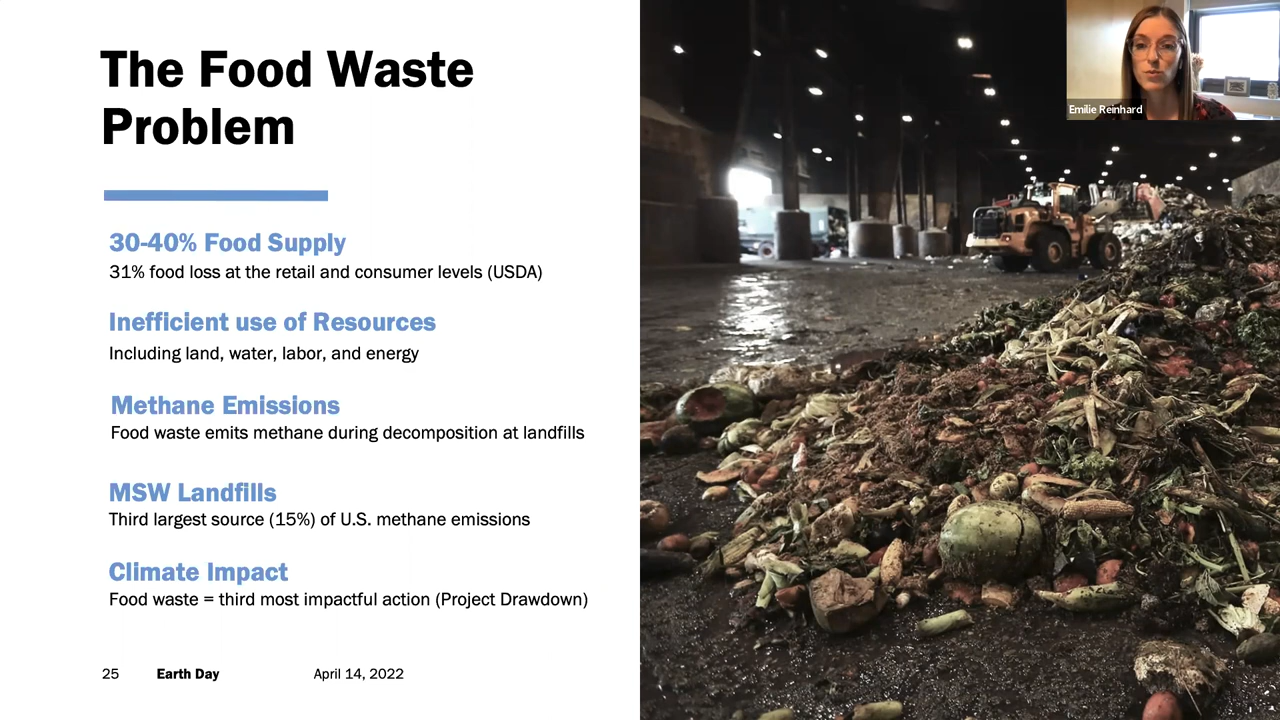 The Food Waste
Problem
30-40% Food Supply
31% food loss at the retail and consumer levels (USDA)
Inefficient use of Resources
Including land, water, labor, and energy
Methane Emissions
Food waste emits methane during decomposition at landfills
MSW Landfills
Third largest source (15%) of U.S. methane emissions
Climate Impact
Food waste = third most impactful action (Project Drawdown)
25 Earth Day April 14, 2022
Emilie Reinhard